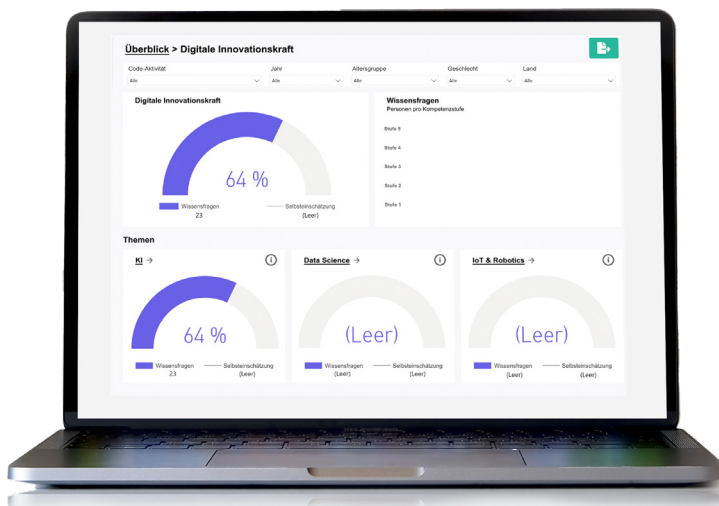 Überblick > Digitale Innovationskraft
Code-Aktivität Jahr Altersgruppe Geschlecht Land
Alle Alle Alle Alle Alle
Digitale Innovationskraft
64 %
Wissensfragen Selbsteinschätzung
23 (Leer)
Wissensfragen
Personen pro Kompetenzstufe
Stufe 5
Stufe 4
Stufe 3
Stufe 2
Stufe 1
Themen
KI →
64 %
Wissensfragen Selbsteinschätzung
23 (Leer)
Data Science →
(Leer)
Wissensfragen Selbsteinschätzung
(Leer) (Leer)
IoT & Robotics →
(Leer)
Wissensfragen Selbsteinschätzung
(Leer) (Leer)